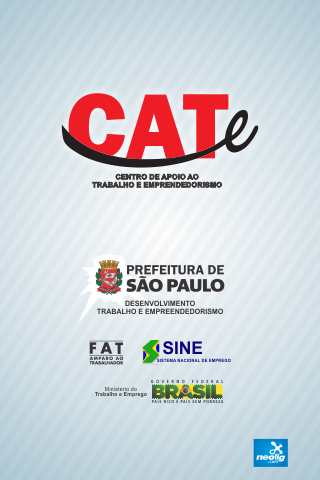 CATe
CENTRO DE APOIO AO
TRABALHO E EMPREENDEDORISMO
PREFEITURA DE
SÃO PAULO
DESENVOLVIMENTO
TRABALHO E EMPREENDEDORISMO
FAT
AMPARO AO
TRABALHADOR
SINE
SISTEMA NACIONAL DE EMPREGO
Ministério do
Trabalho e Emprego
GOVERNO FEDERAL
BRASIL
PAÍS RICO É PAÍS SEM POBREZA
neolig
.com